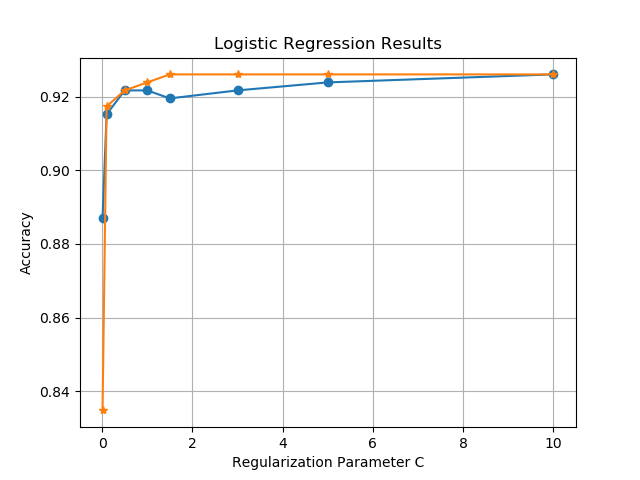 Logistic Regression Results
Accuracy
0.92
0.90
0.88
0.86
0.84
0 2 4 6 8 10
Regularization Parameter C